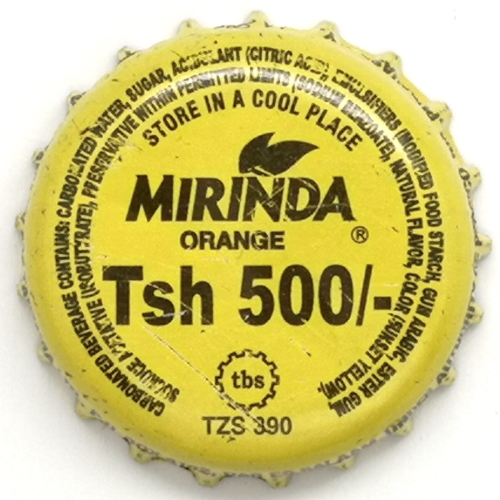 CARBONATED BEVERAGE CONTAINS: CARBONATED WATER, SUGAR, ACIDULANT (CITRIC ACID), EMULSIFIERS (MODIFIED FOOD STARCH, GUM ARABIC, ESTER GUM,
PRESERVATIVE WITHIN PERMITTED LIMITS (SODIUM BENZOATE), NATURAL FLAVOR, COLOR (SUNSET YELLOW),
STORE IN A COOL PLACE
MIRINDA
ORANGE ®
Tsh 500/-
tbs
TZS 390